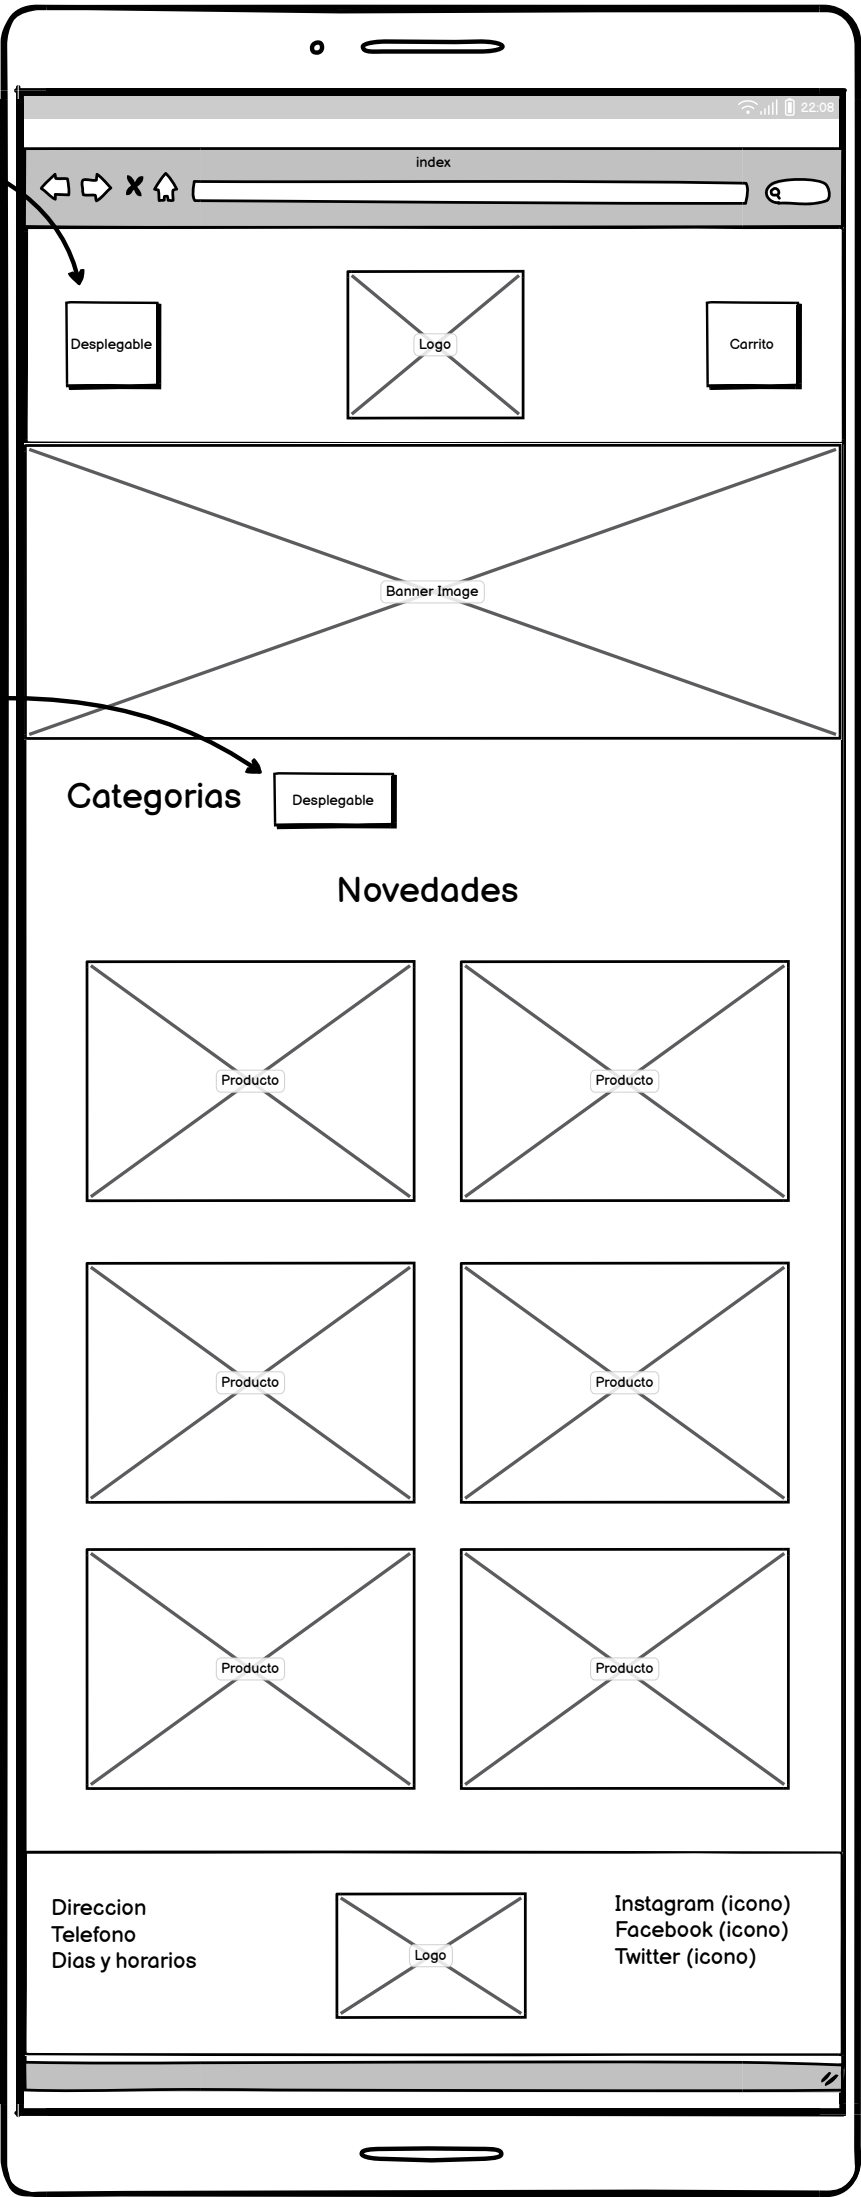 22:08
index
Desplegable
Logo
Carrito
Banner Image
Categorias
Desplegable
Novedades
Producto
Producto
Producto
Producto
Producto
Producto
Direccion
Telefono
Dias y horarios
Logo
Instagram (icono)
Facebook (icono)
Twitter (icono)